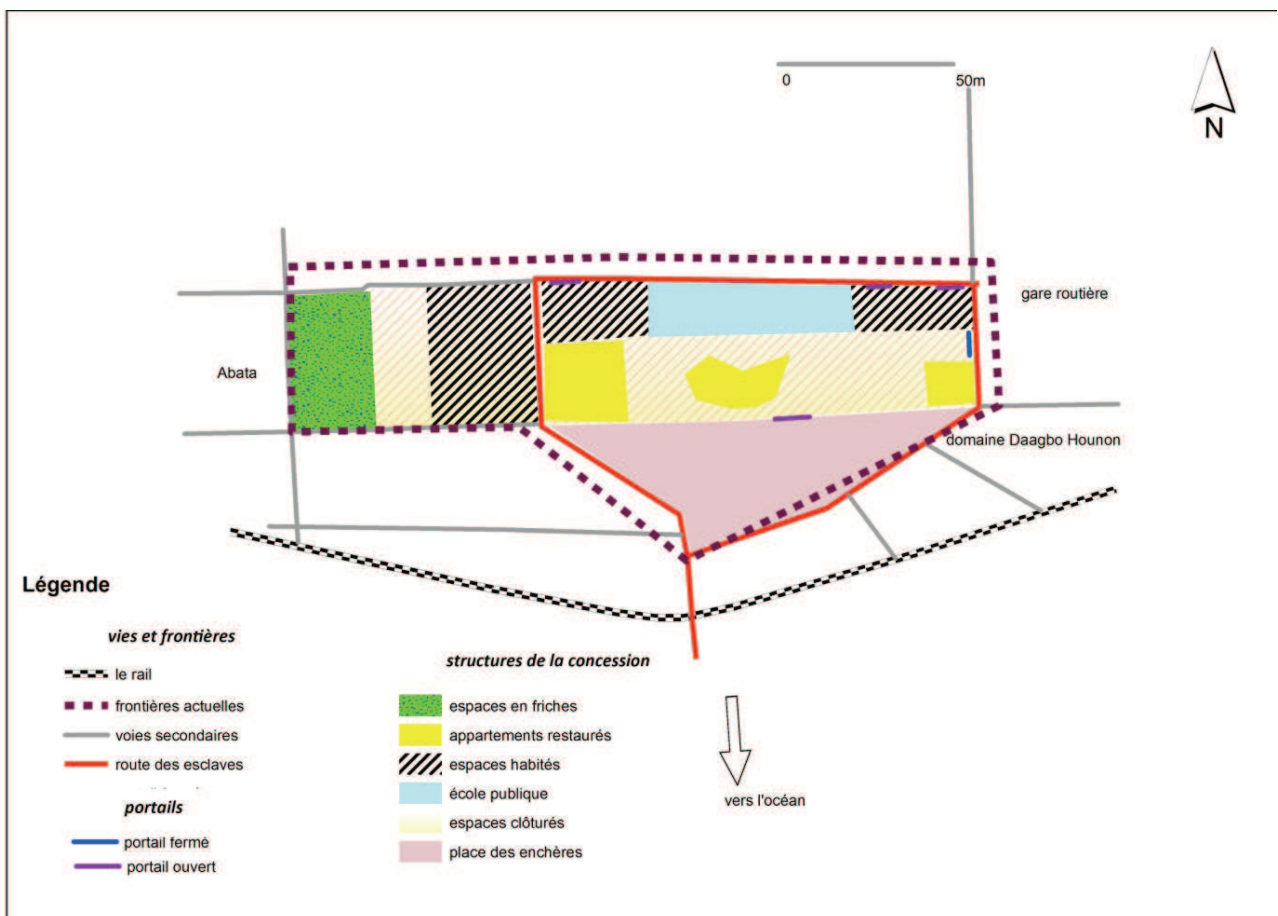 0 50m
N
gare routière
Abata
domaine Daagbo Hounon
Légende
vies et frontières
le rail
frontières actuelles
voies secondaires
route des esclaves
portails
portail fermé
portail ouvert
structures de la concession
espaces en friches
appartements restaurés
espaces habités
école publique
espaces clôturés
place des enchères
vers l'océan